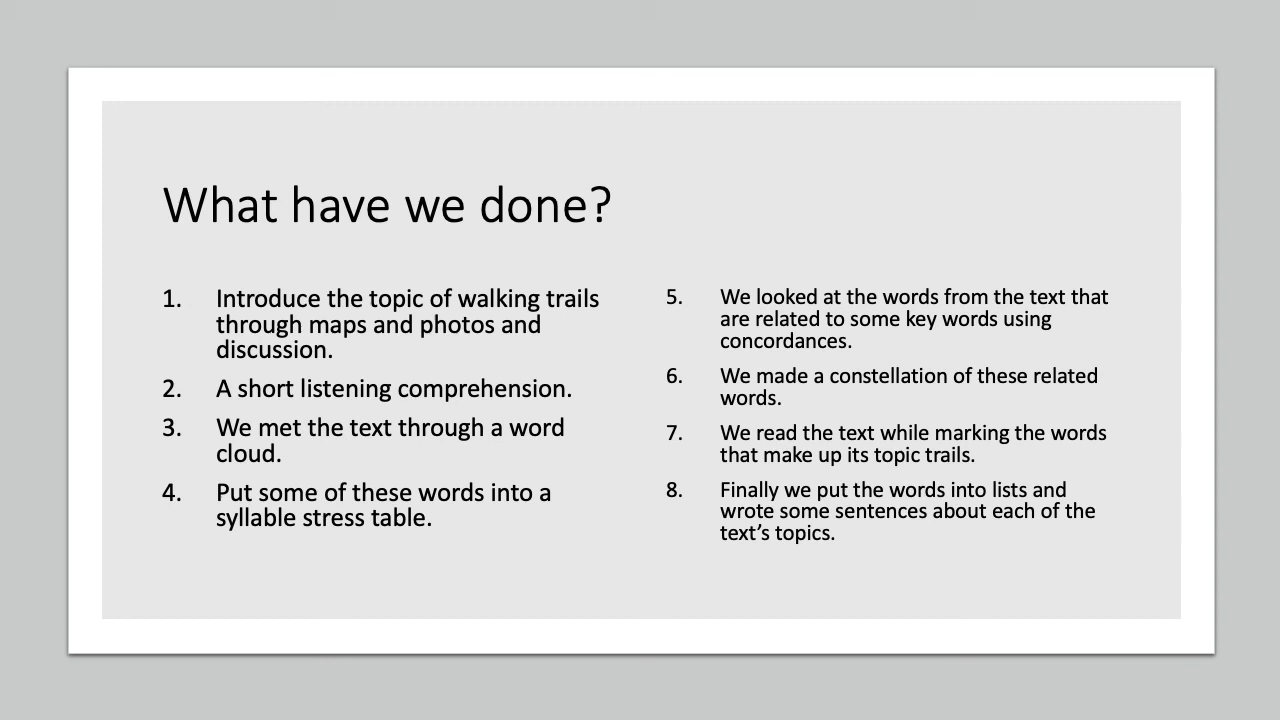 What have we done?
1. Introduce the topic of walking trails
through maps and photos and
discussion.
2. A short listening comprehension.
3. We met the text through a word
cloud.
4. Put some of these words into a
syllable stress table.
5. We looked at the words from the text that
are related to some key words using
concordances.
6. We made a constellation of these related
words.
7. We read the text while marking the words
that make up its topic trails.
8. Finally we put the words into lists and
wrote some sentences about each of the
text’s topics.